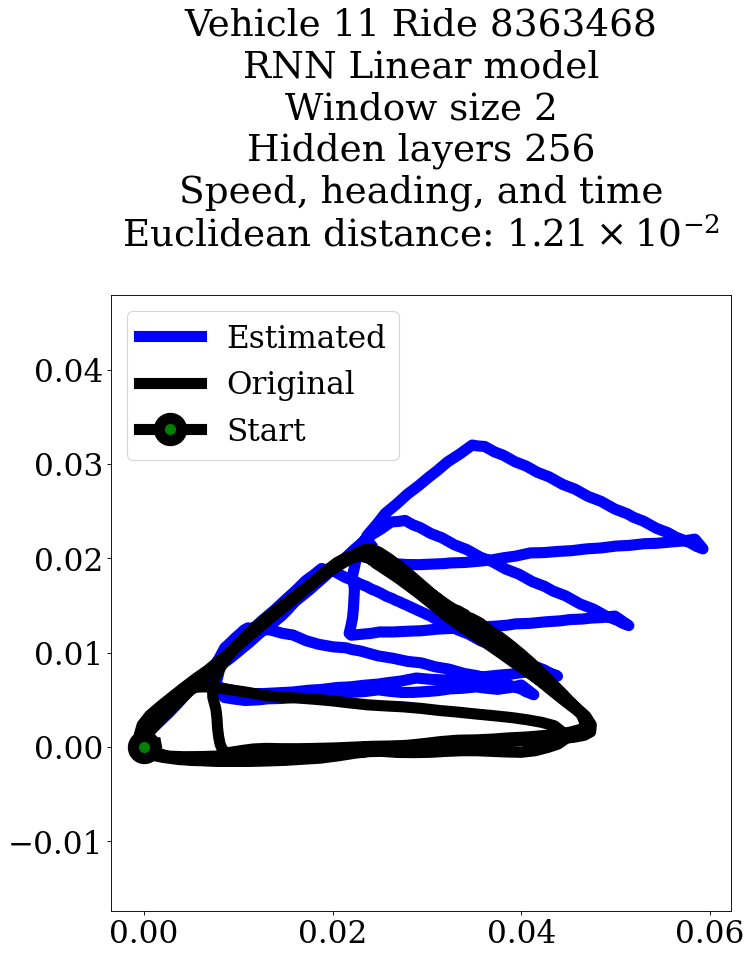 Vehicle 11 Ride 8363468
RNN Linear model
Window size 2
Hidden layers 256
Speed, heading, and time
Euclidean distance: 1.21 × 10⁻²
Estimated
Original
Start
0.04
0.03
0.02
0.01
0.00
−0.01
0.00 0.02 0.04 0.06